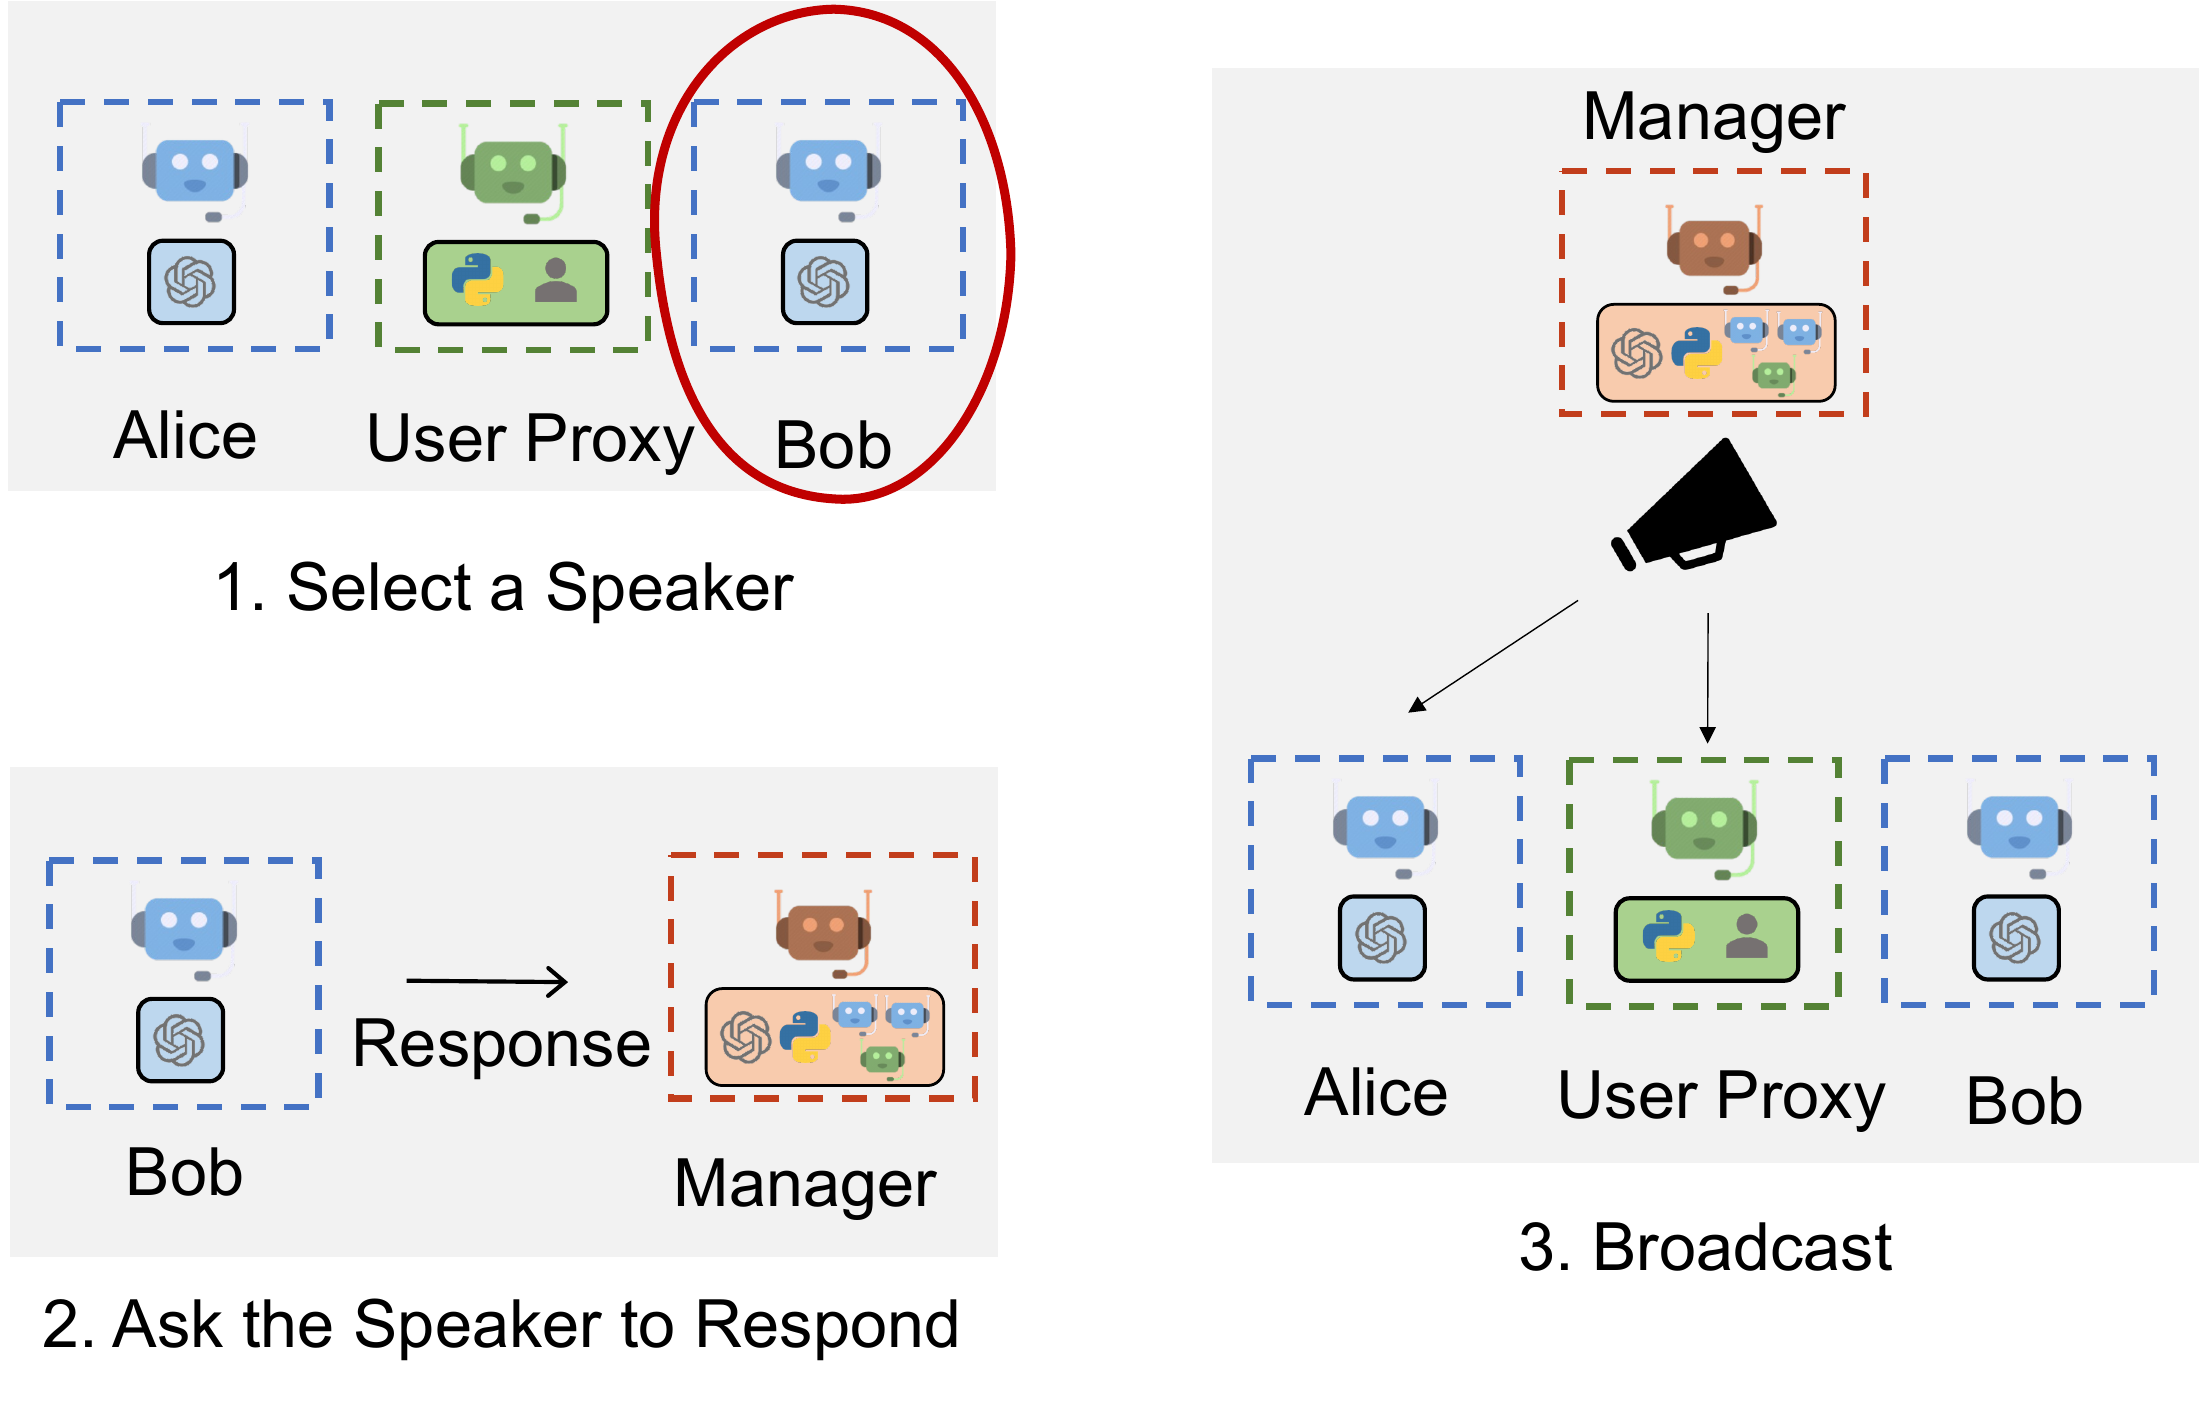 Alice
User Proxy
Bob
1. Select a Speaker
Bob
Response
Manager
2. Ask the Speaker to Respond
Manager
Alice
User Proxy
Bob
3. Broadcast